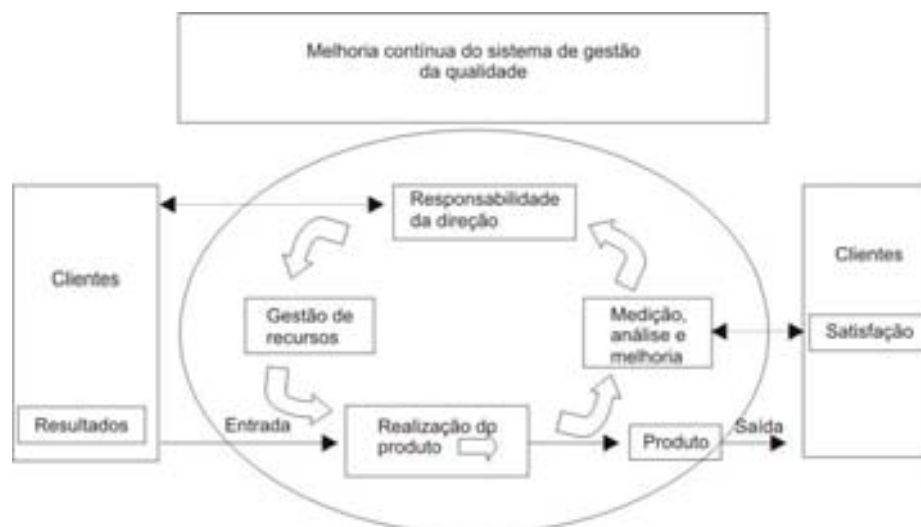 Melhoria contínua do sistema de gestão
da qualidade
Responsabilidade
da direção
Clientes
Clientes
Gestão de
recursos
Medição,
análise e
melhoria
Satisfação
Resultados
Entrada
Realização do
produto
Produto
Saída